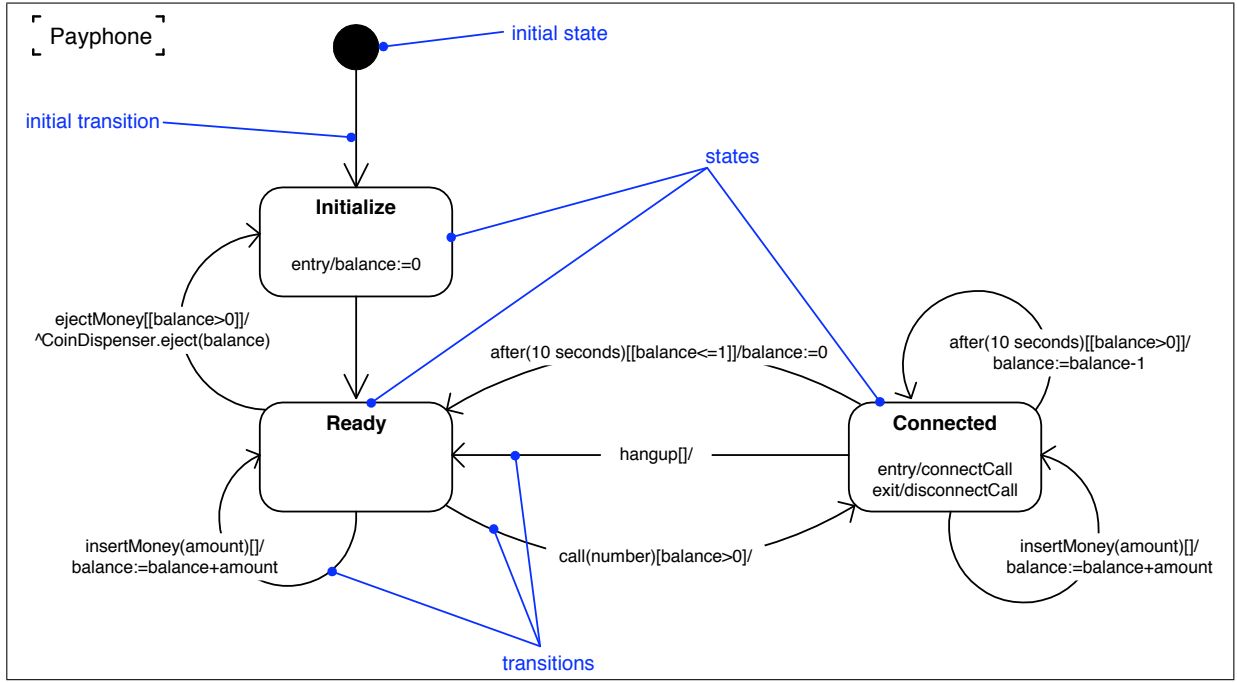 Payphone
initial state
initial transition
states
Initialize
entry/balance:=0
ejectMoney[[balance>0]]/
^CoinDispenser.eject(balance)
after(10 seconds)[[balance<=1]]/balance:=0
after(10 seconds)[[balance>0]]/
balance:=balance-1
Ready
Connected
entry/connectCall
exit/disconnectCall
hangup[]/
insertMoney(amount)[]/
balance:=balance+amount
call(number)[balance>0]/
insertMoney(amount)[]/
balance:=balance+amount
transitions